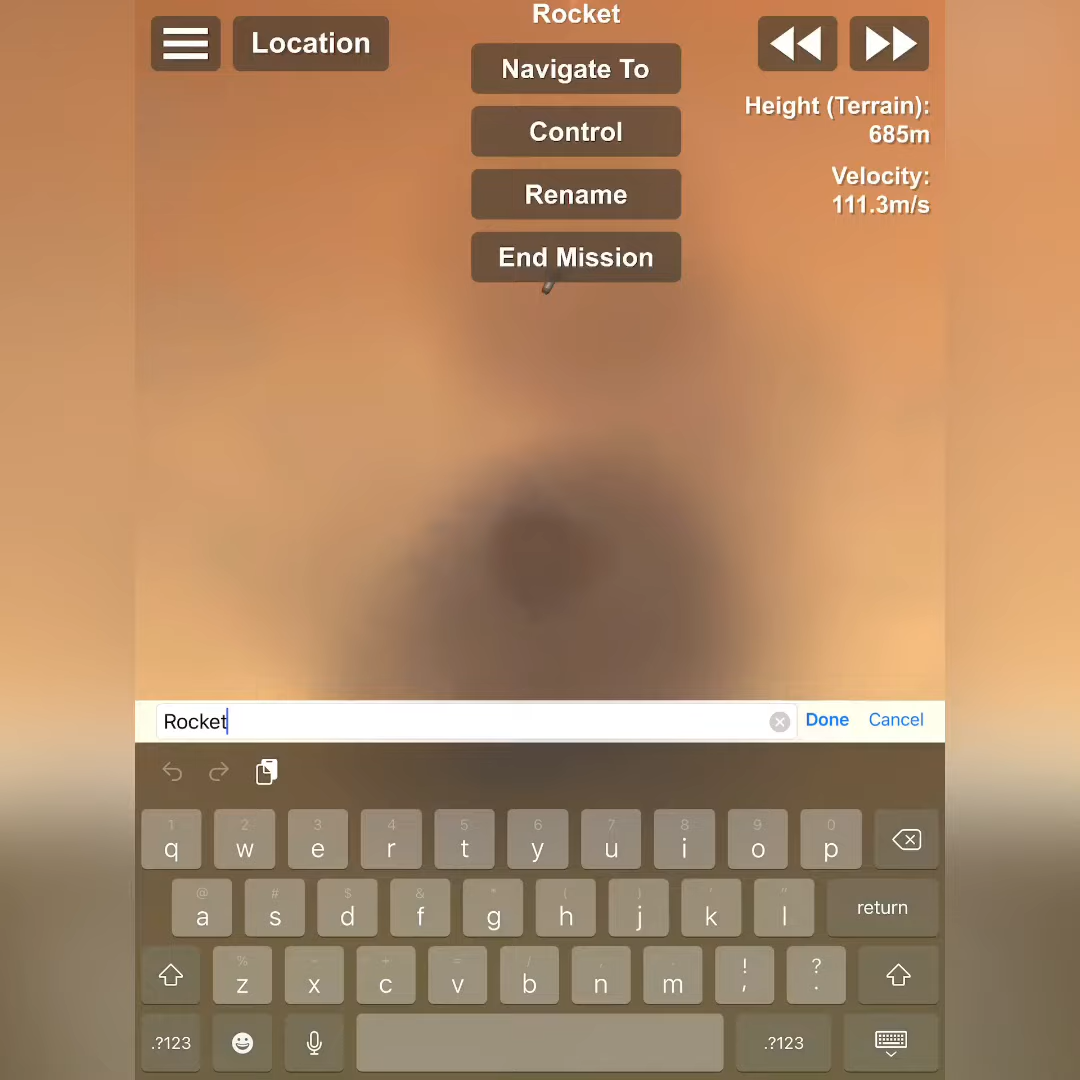 Rocket
Location
Navigate To
Control
Rename
End Mission
Height (Terrain):
685m
Velocity:
111.3m/s
Rocket
Done Cancel
1 2 3 4 5 6 7 8 9 0
q w e r t y u i o p
@ # $ & * ( ) ' "
a s d f g h j k l return
% - + = / ; : ! ?
z x c v b n m , .
.?123 .?123